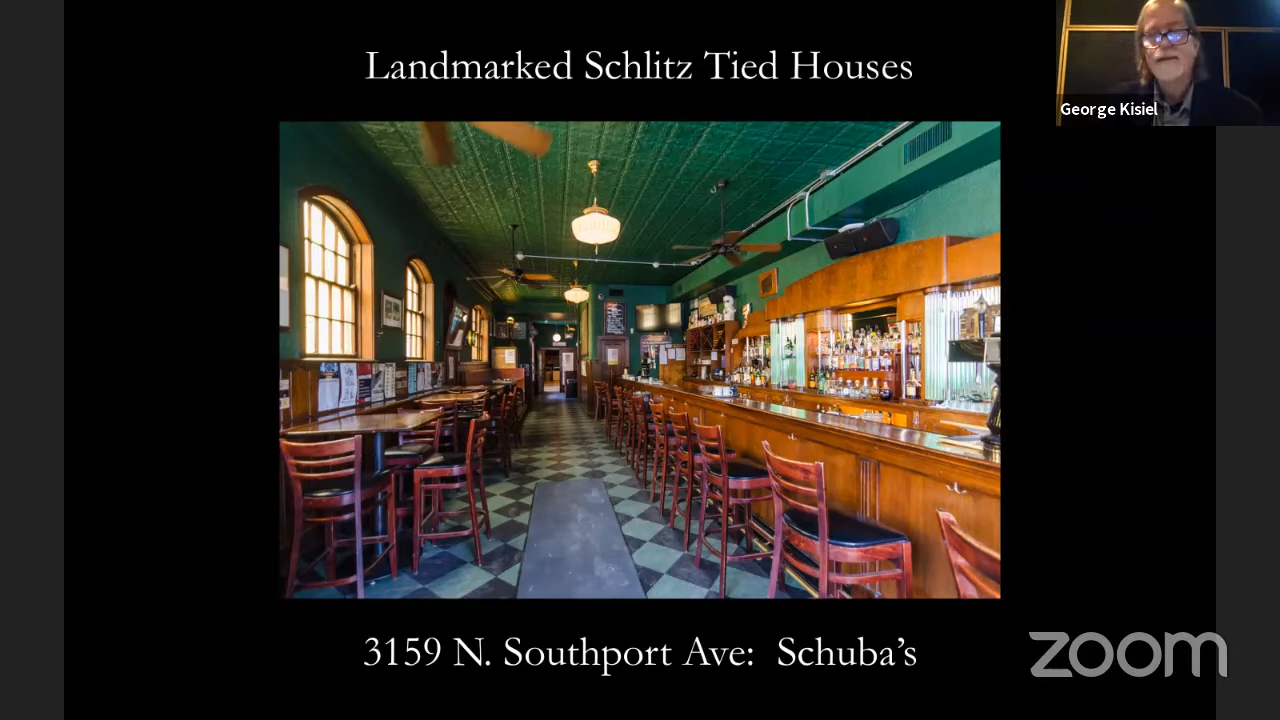 Landmarked Schlitz Tied Houses
George Kisiel
3159 N. Southport Ave:  Schuba's
zoom